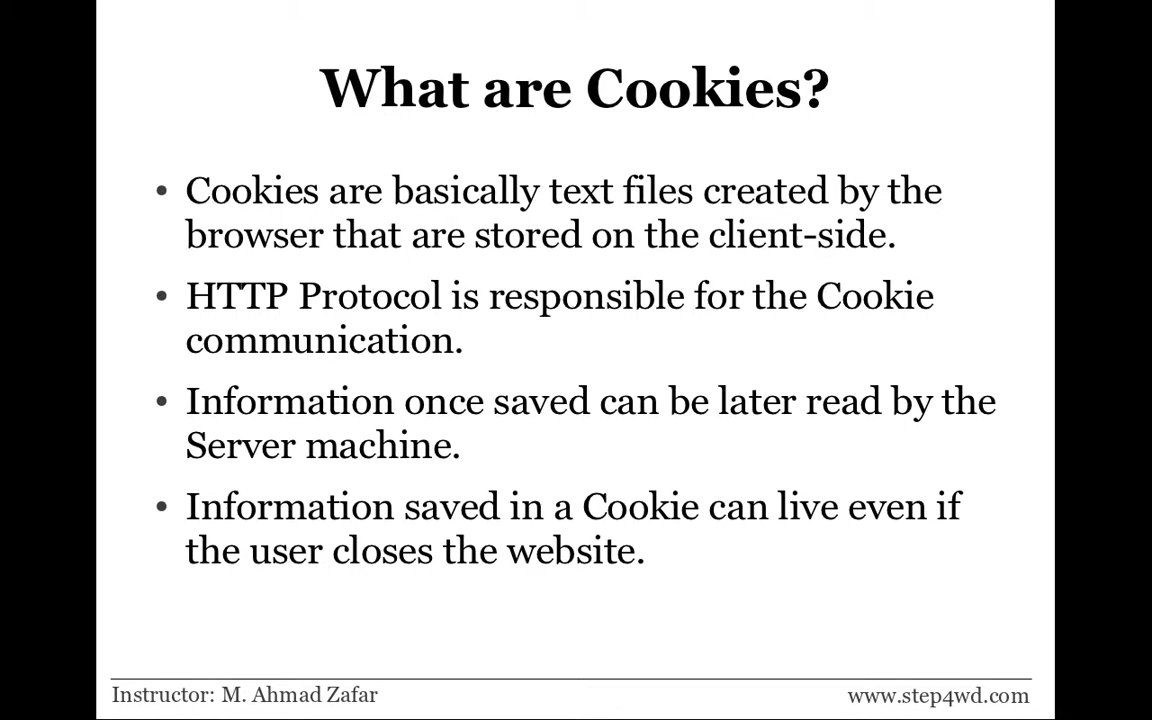 What are Cookies?
• Cookies are basically text files created by the
browser that are stored on the client-side.
• HTTP Protocol is responsible for the Cookie
communication.
• Information once saved can be later read by the
Server machine.
• Information saved in a Cookie can live even if
the user closes the website.
Instructor: M. Ahmad Zafar
www.step4wd.com